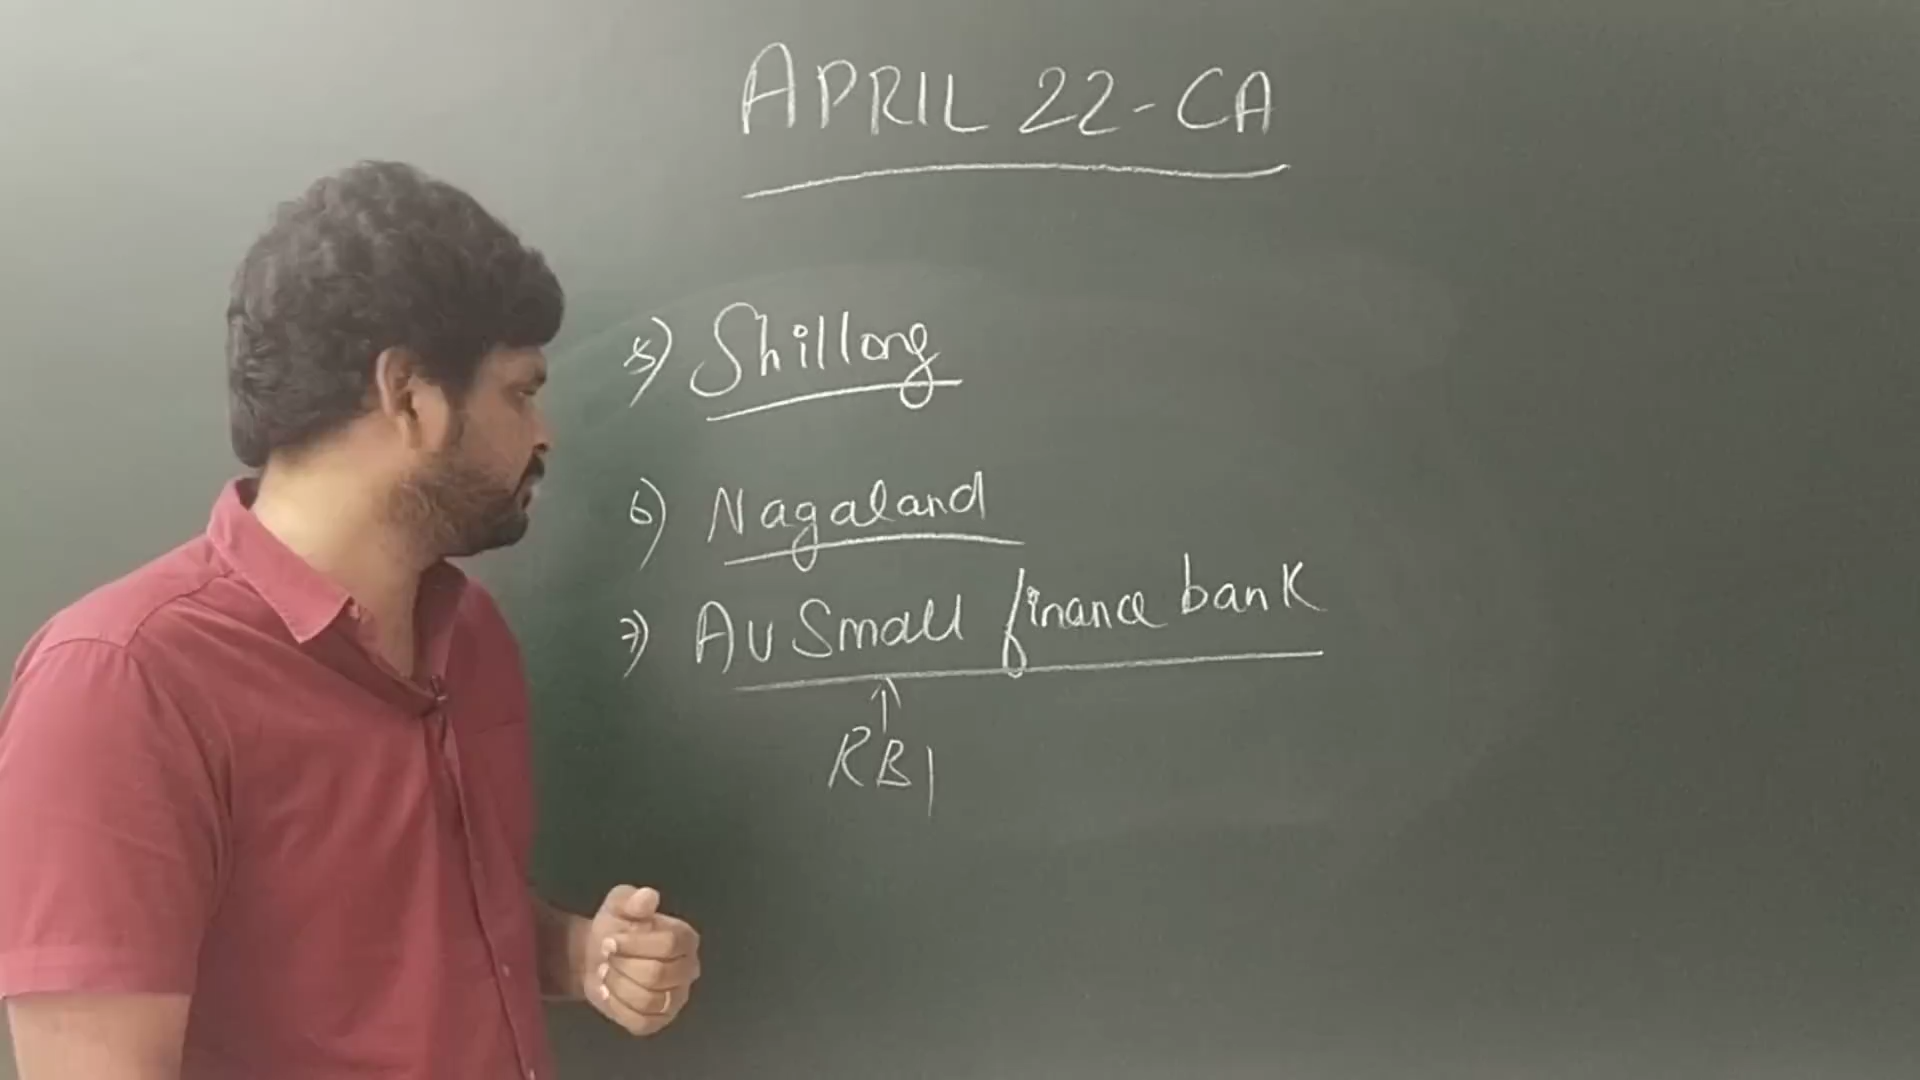 APRIL 22-CA
5) Shillong
6) Nagaland
7) AU Small finance bank
↑
RBI